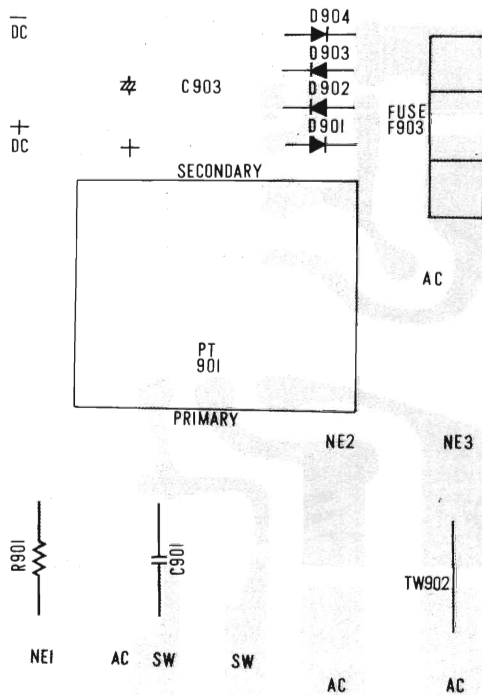 D904
DC
D903
C903
D902
FUSE
F903
D901
+
DC
+
SECONDARY
AC
PT
901
PRIMARY
NE2
NE3
R901
C901
TW902
NE1
AC
SW
SW
AC
AC